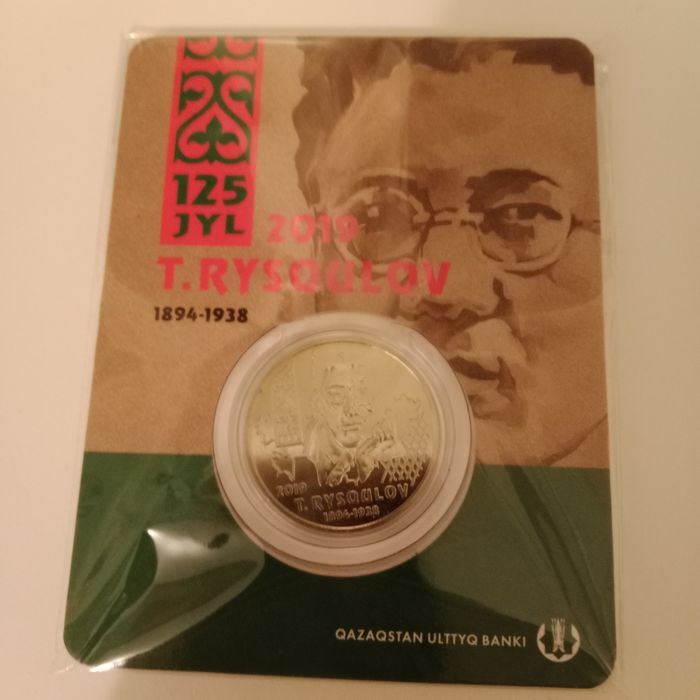 125
JYL
2019
T.RYSQULOV
1894-1938
2019
T. RYSQULOV
1894-1938
QAZAQSTAN ULTTYQ BANKI